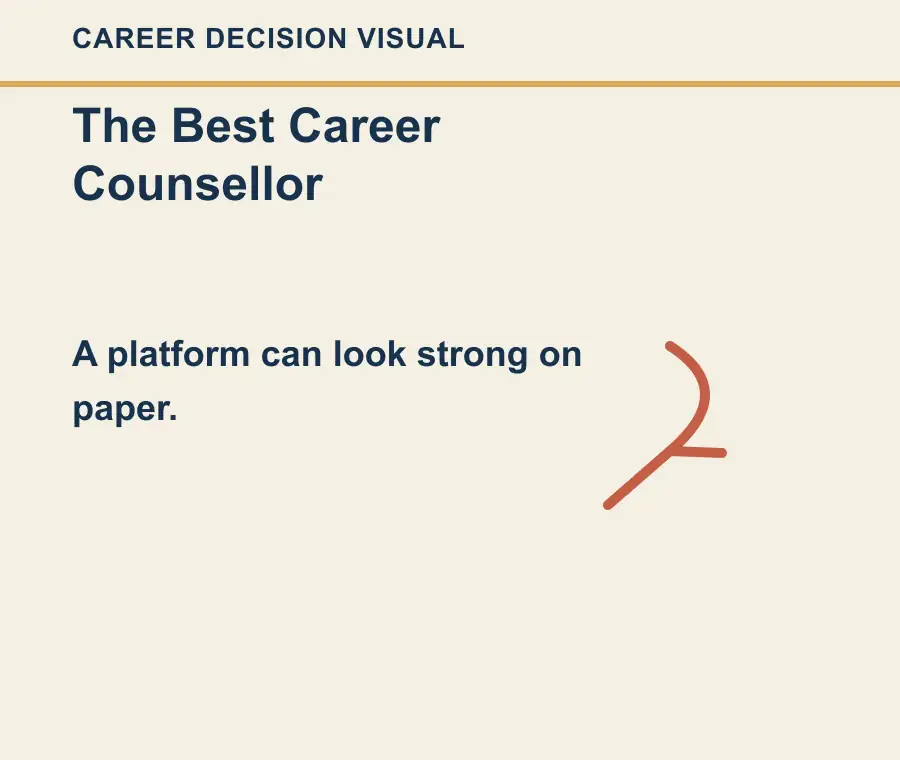 CAREER DECISION VISUAL
The Best Career
Counsellor
A platform can look strong on
paper.